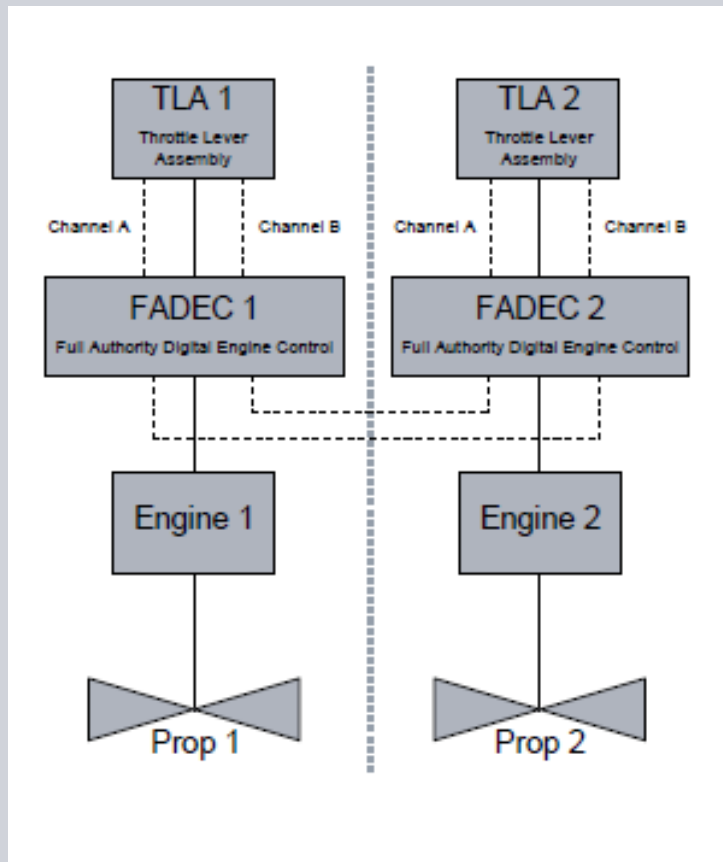 TLA 1
Throttle Lever
Assembly
Channel A
Channel B
FADEC 1
Full Authority Digital Engine Control
Engine 1
Prop 1
TLA 2
Throttle Lever
Assembly
Channel A
Channel B
FADEC 2
Full Authority Digital Engine Control
Engine 2
Prop 2